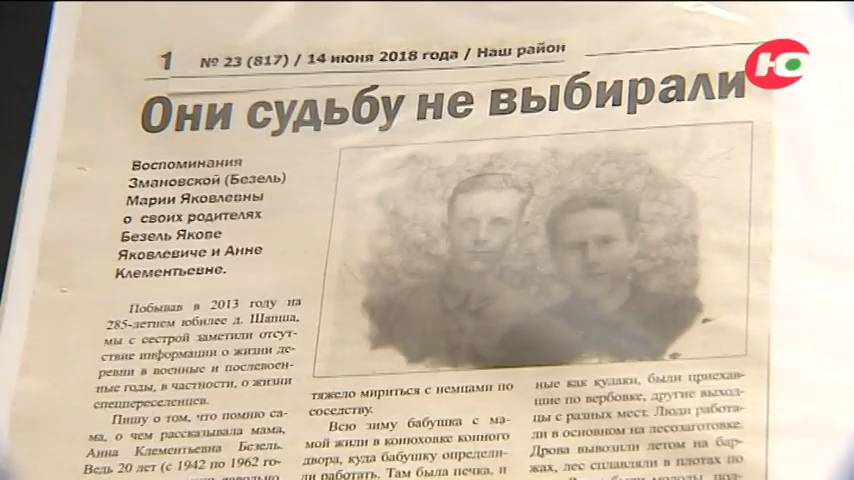 1 № 23 (817) / 14 июня 2018 года / Наш район
Ю
Они судьбу не выбирали
Воспоминания
Змановской (Безель)
Марии Яковлевны
о своих родителях
Безель Якове
Яковлевиче и Анне
Клементьевне.
Побывав в 2013 году на
285-летнем юбилее д. Шапша,
мы с сестрой заметили отсут-
ствие информации о жизни де-
ревни в военные и послевоен-
ные годы, в частности, о жизни
спецпереселенцев.
Пишу о том, что помню са-
ма, о чем рассказывала мама,
Анна Клементьевна Безель.
Ведь 20 лет (с 1942 по 1962 го-
довольно
тяжело мириться с немцами по
соседству.
Всю зиму бабушка с ма-
мой жили в конюховке конного
двора, куда бабушку определи-
ли работать. Там была печка, и
ные как кулаки, были приехав-
шие по вербовке, другие выход-
цы с разных мест. Люди работа-
ли в основном на лесозаготовке.
Дрова вывозили летом на бар-
жах, лес сплавляли в плотах по